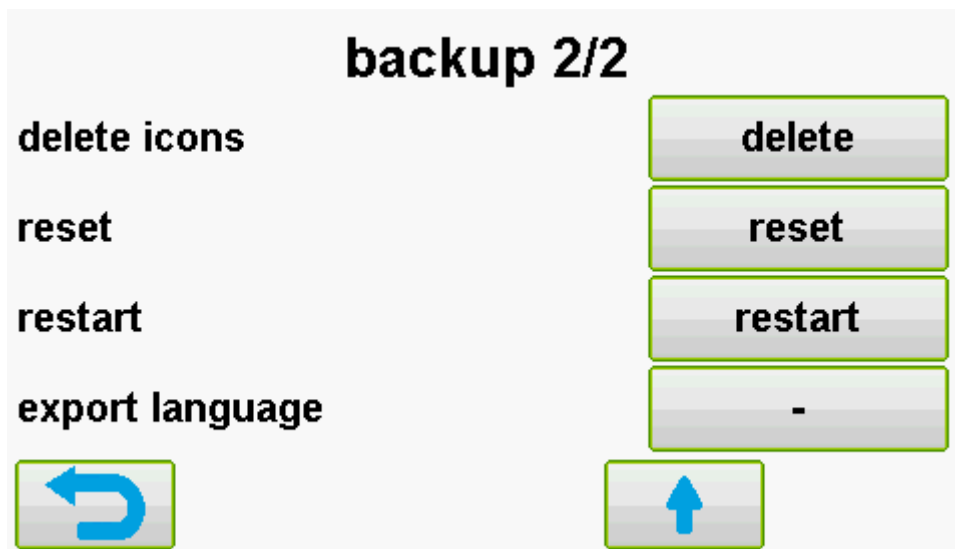 backup 2/2
delete icons delete
reset reset
restart restart
export language -